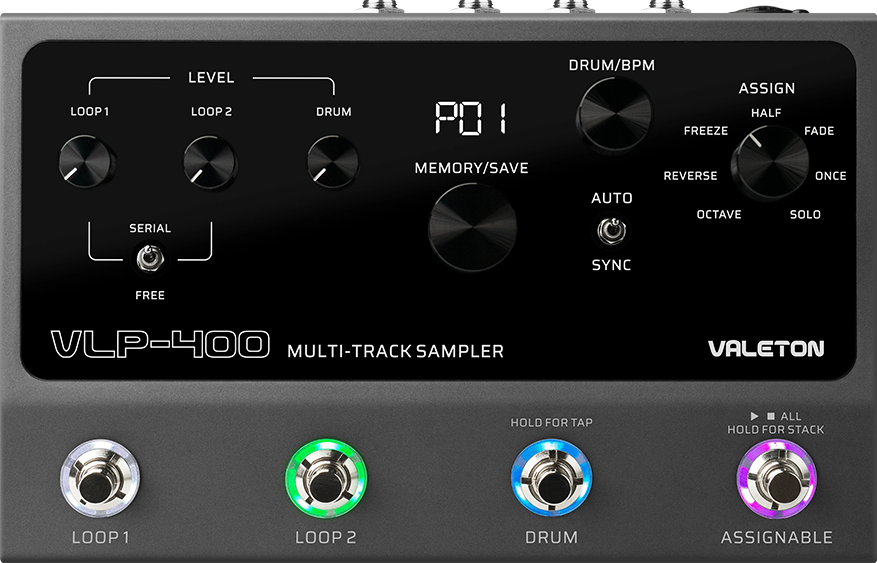 LEVEL
LOOP 1
LOOP 2
DRUM
SERIAL
FREE
P01
MEMORY/SAVE
DRUM/BPM
AUTO
SYNC
ASSIGN
HALF
FREEZE
FADE
REVERSE
ONCE
OCTAVE
SOLO
VLP-400
MULTI-TRACK SAMPLER
VALETON
HOLD FOR TAP
▶ ■ ALL
HOLD FOR STACK
LOOP 1
LOOP 2
DRUM
ASSIGNABLE